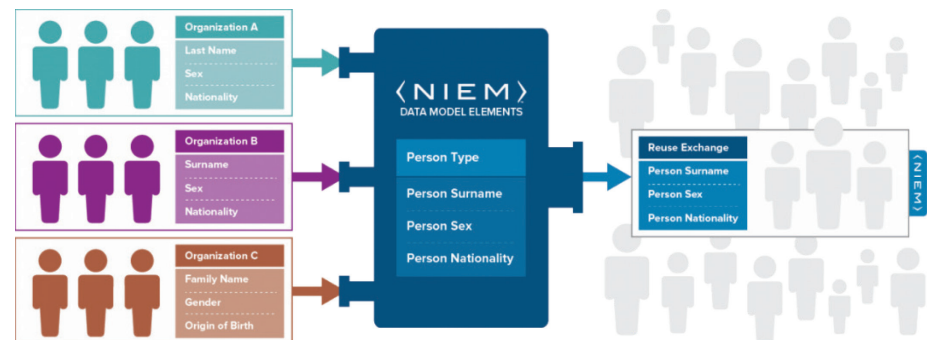 Organization A
Last Name
Sex
Nationality
Organization B
Surname
Sex
Nationality
Organization C
Family Name
Gender
Origin of Birth
〈NIEM〉
DATA MODEL ELEMENTS
Person Type
Person Surname
Person Sex
Person Nationality
Reuse Exchange
Person Surname
Person Sex
Person Nationality
〈NIEM〉